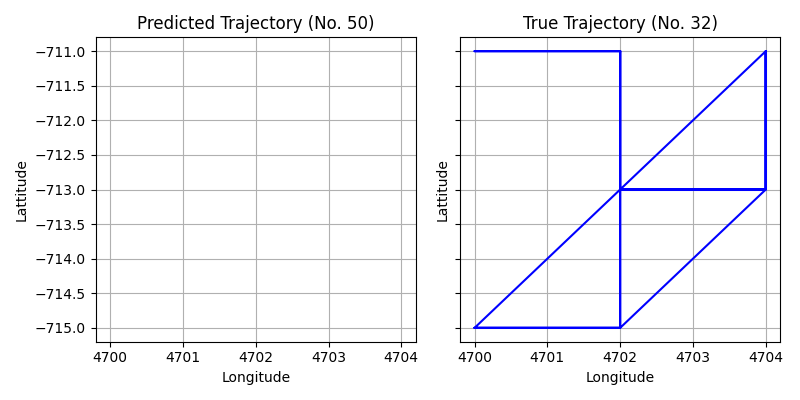 Predicted Trajectory (No. 50)
True Trajectory (No. 32)
Lattitude
−711.0
−711.5
−712.0
−712.5
−713.0
−713.5
−714.0
−714.5
−715.0
4700 4701 4702 4703 4704
Longitude
Lattitude
4700 4701 4702 4703 4704
Longitude